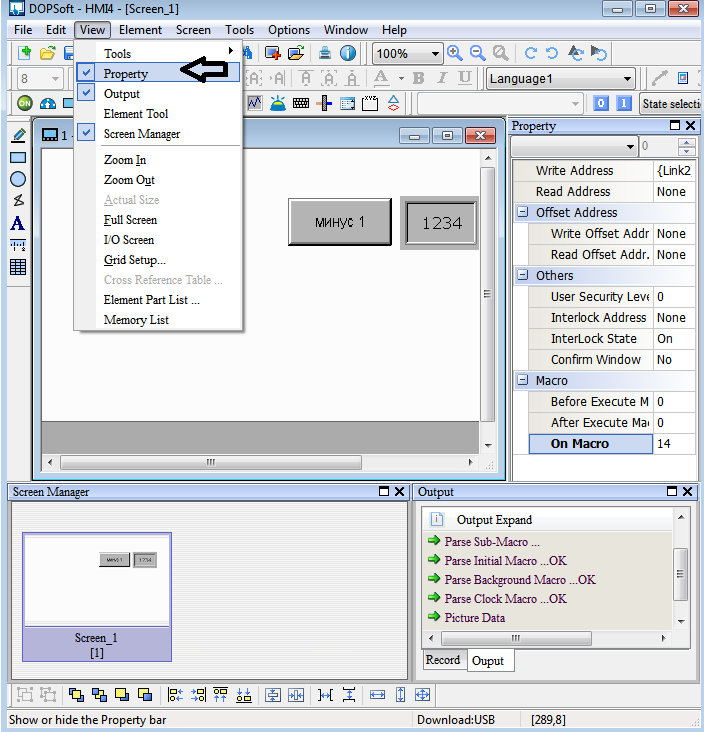 DOPSoft - HMI4 - [Screen_1]
File Edit View Element Screen Tools Options Window Help
100%
8
Language1
Tools
Property
Output
Element Tool
Screen Manager
Zoom In
Zoom Out
Actual Size
Full Screen
I/O Screen
Grid Setup...
Cross Reference Table ...
Element Part List ...
Memory List
State selecti
1 -
минус 1
1234
Property
0
Write Address {Link2
Read Address None
Offset Address
Write Offset Addr None
Read Offset Addr. None
Others
User Security Leve 0
Interlock Address None
InterLock State On
Confirm Window No
Macro
Before Execute M 0
After Execute Mac 0
On Macro 14
Screen Manager
минус 1 1234
Screen_1
[1]
Output
Output Expand
Parse Sub-Macro ...
Parse Initial Macro ...OK
Parse Background Macro ...OK
Parse Clock Macro ...OK
Picture Data
Record Ouput
Show or hide the Property bar Download:USB [289,8]